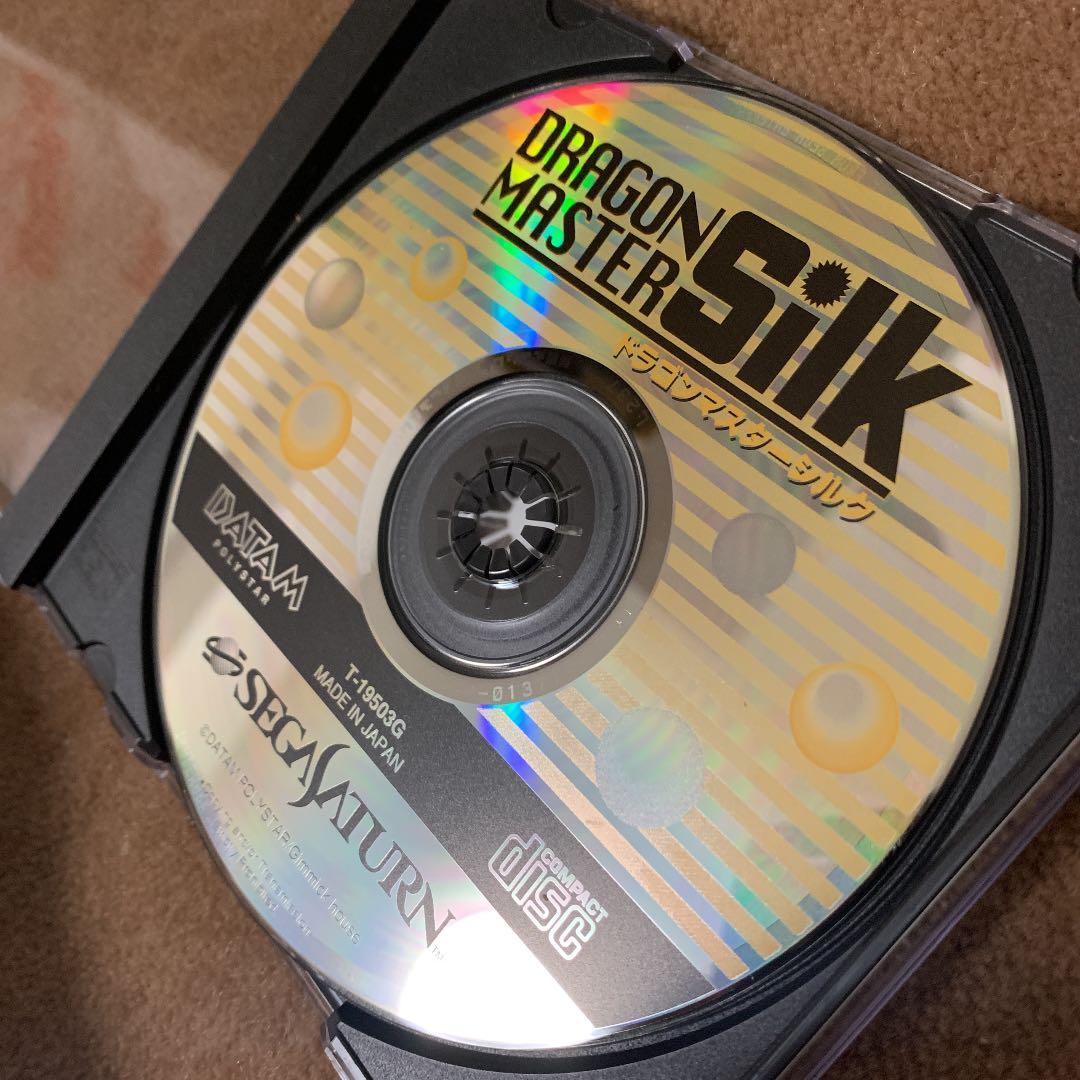 DRAGON
MASTER
Silk
ドラゴンマスターシルク
DATAM
POLYSTAR
T-19503G
MADE IN JAPAN
-013
SEGA SATURN™
COMPACT
disc
©DATAM POLYSTAR/Gimmick house